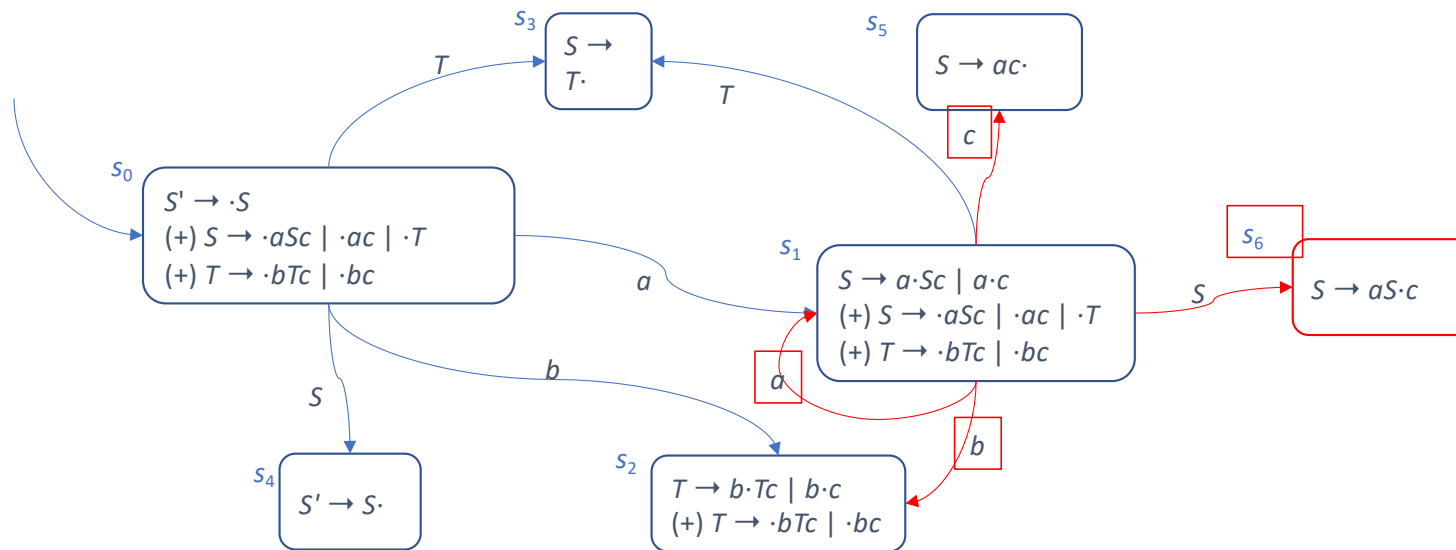 s3
S →
T·
s5
S → ac·
T
T
c
s0
S' → ·S
(+) S → ·aSc | ·ac | ·T
(+) T → ·bTc | ·bc
a
s1
S → a·Sc | a·c
(+) S → ·aSc | ·ac | ·T
(+) T → ·bTc | ·bc
S
s6
S → aS·c
a
b
S
b
s4
S' → S·
s2
T → b·Tc | b·c
(+) T → ·bTc | ·bc